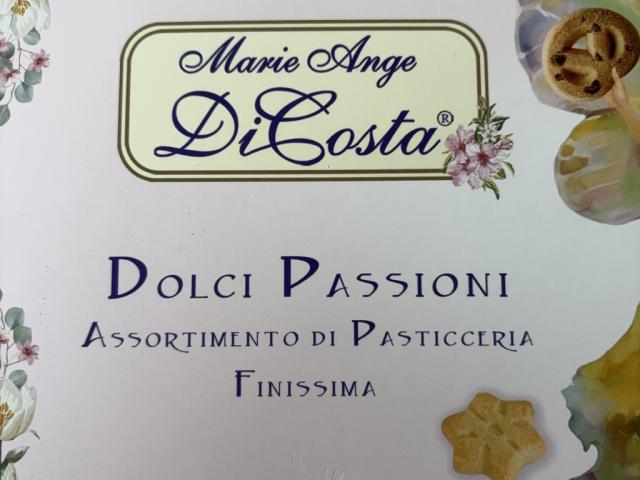 Marie Ange
DiCosta®
DOLCI PASSIONI
ASSORTIMENTO DI PASTICCERIA
FINISSIMA